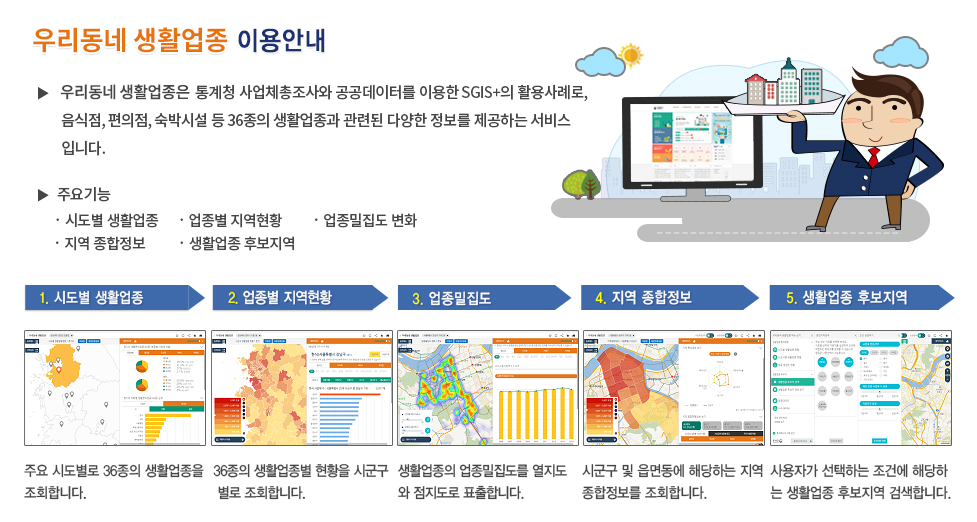 우리동네 생활업종 이용안내
▶ 우리동네 생활업종은 통계청 사업체총조사와 공공데이터를 이용한 SGIS+의 활용사례로,
음식점, 편의점, 숙박시설 등 36종의 생활업종과 관련된 다양한 정보를 제공하는 서비스
입니다.
▶ 주요기능
· 시도별 생활업종 · 업종별 지역현황 · 업종밀집도 변화
· 지역 종합정보 · 생활업종 후보지역
1. 시도별 생활업종
2. 업종별 지역현황
3. 업종밀집도
4. 지역 종합정보
5. 생활업종 후보지역
주요 시도별로 36종의 생활업종을
조회합니다.
36종의 생활업종별 현황을 시군구
별로 조회합니다.
생활업종의 업종밀집도를 열지도
와 점지도로 표출합니다.
시군구 및 읍면동에 해당하는 지역
종합정보를 조회합니다.
사용자가 선택하는 조건에 해당하
는 생활업종 후보지역 검색합니다.